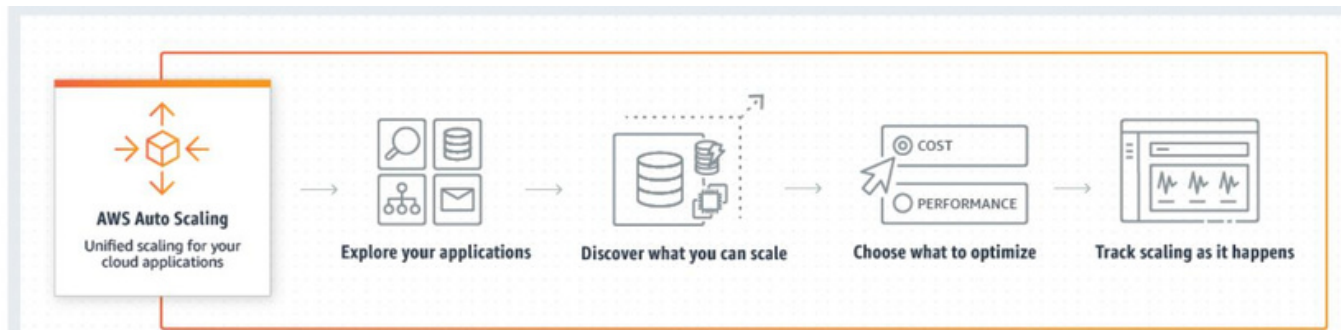 AWS Auto Scaling
Unified scaling for your
cloud applications
Explore your applications
Discover what you can scale
COST
PERFORMANCE
Choose what to optimize
Track scaling as it happens